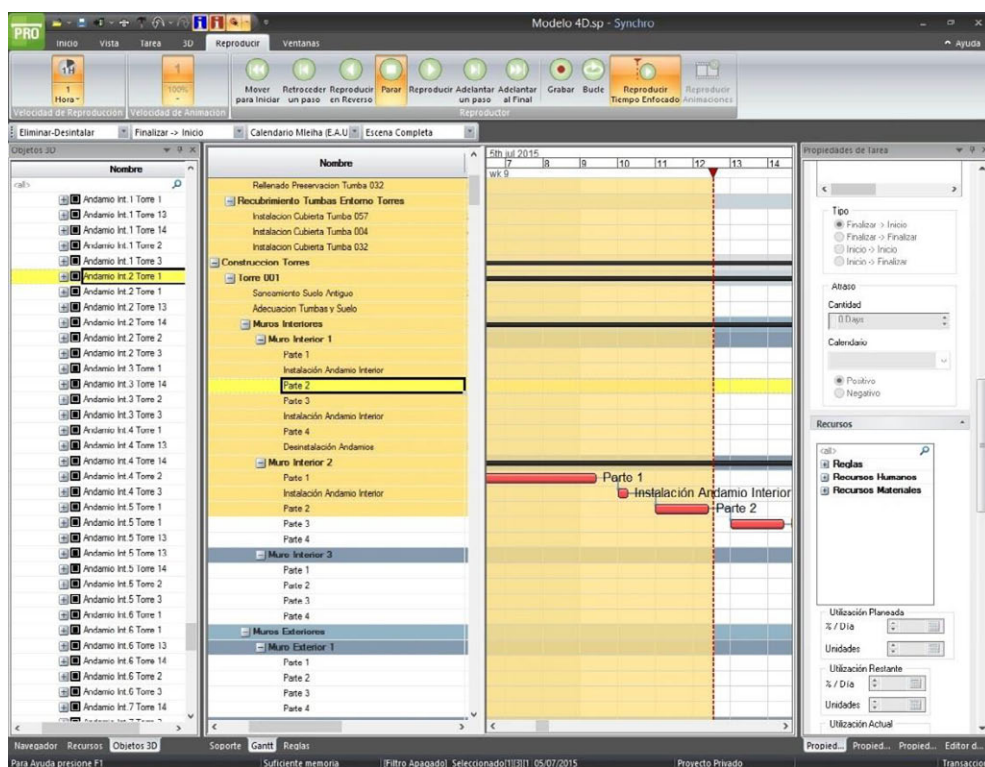 PRO
Modelo 4D.sp - Synchro
Inicio Vista Tarea 3D Reproducir Ventanas
Ayuda
1H
1
100%
1 Hora
Mover para Iniciar
Retroceder un paso
Reproducir en Reverso
Parar
Reproducir
Adelantar un paso
Adelantar al Final
Grabar
Bucle
Reproducir Tiempo Enfocado
Reproducir Animaciones
Velocidad de Reproducción
Velocidad de Animación
Reproductor
Eliminar-Desintalar
Finalizar -> Inicio
Calendario Mleiha (E.A.U
Escena Completa
Objetos 3D
Nombre
<all>
Andamio Int.1 Torre 1
Andamio Int.1 Torre 13
Andamio Int.1 Torre 14
Andamio Int.1 Torre 2
Andamio Int.1 Torre 3
Andamio Int.2 Torre 1
Andamio Int.2 Torre 1
Andamio Int.2 Torre 13
Andamio Int.2 Torre 14
Andamio Int.2 Torre 2
Andamio Int.2 Torre 3
Andamio Int.3 Torre 1
Andamio Int.3 Torre 14
Andamio Int.3 Torre 2
Andamio Int.3 Torre 3
Andamio Int.4 Torre 1
Andamio Int.4 Torre 13
Andamio Int.4 Torre 14
Andamio Int.4 Torre 2
Andamio Int.4 Torre 3
Andamio Int.5 Torre 1
Andamio Int.5 Torre 1
Andamio Int.5 Torre 13
Andamio Int.5 Torre 13
Andamio Int.5 Torre 14
Andamio Int.5 Torre 2
Andamio Int.5 Torre 3
Andamio Int.6 Torre 1
Andamio Int.6 Torre 1
Andamio Int.6 Torre 13
Andamio Int.6 Torre 14
Andamio Int.6 Torre 2
Andamio Int.6 Torre 3
Andamio Int.7 Torre 14
Nombre
Rellenado Preservacion Tumba 032
Recubrimiento Tumbas Entorno Torres
Instalacion Cubierta Tumba 057
Instalacion Cubierta Tumba 004
Instalacion Cubierta Tumba 032
Construccion Torres
Torre 001
Saneamiento Suelo Antiguo
Adecuacion Tumbas y Suelo
Muros Interiores
Muro Interior 1
Parte 1
Instalación Andamio Interior
Parte 2
Parte 3
Instalación Andamio Interior
Parte 4
Desinstalación Andamios
Muro Interior 2
Parte 1
Instalación Andamio Interior
Parte 2
Parte 3
Parte 4
Muro Interior 3
Parte 1
Parte 2
Parte 3
Parte 4
Muros Exteriores
Muro Exterior 1
Parte 1
Parte 2
Parte 3
Parte 4
5th jul 2015
7 8 9 10 11 12 13 14
wk 9
Parte 1
Instalación Andamio Interior
Parte 2
Propiedades de Tarea
Tipo
Finalizar -> Inicio
Finalizar -> Finalizar
Inicio -> Inicio
Inicio -> Finalizar
Atraso
Cantidad
0 Days
Calendario
Positivo
Negativo
Recursos
<all>
Reglas
Recursos Humanos
Recursos Materiales
Utilización Planeada
% / Día
Unidades
Utilización Restante
% / Día
Unidades
Utilización Actual
Navegador Recursos Objetos 3D
Soporte Gantt Reglas
Propied... Propied... Propied... Editor d...
Para Ayuda presione F1
Suficiente memoria
[Filtro Apagado] Seleccionado[1][3][1 05/07/2015
Proyecto Privado
Transaccio